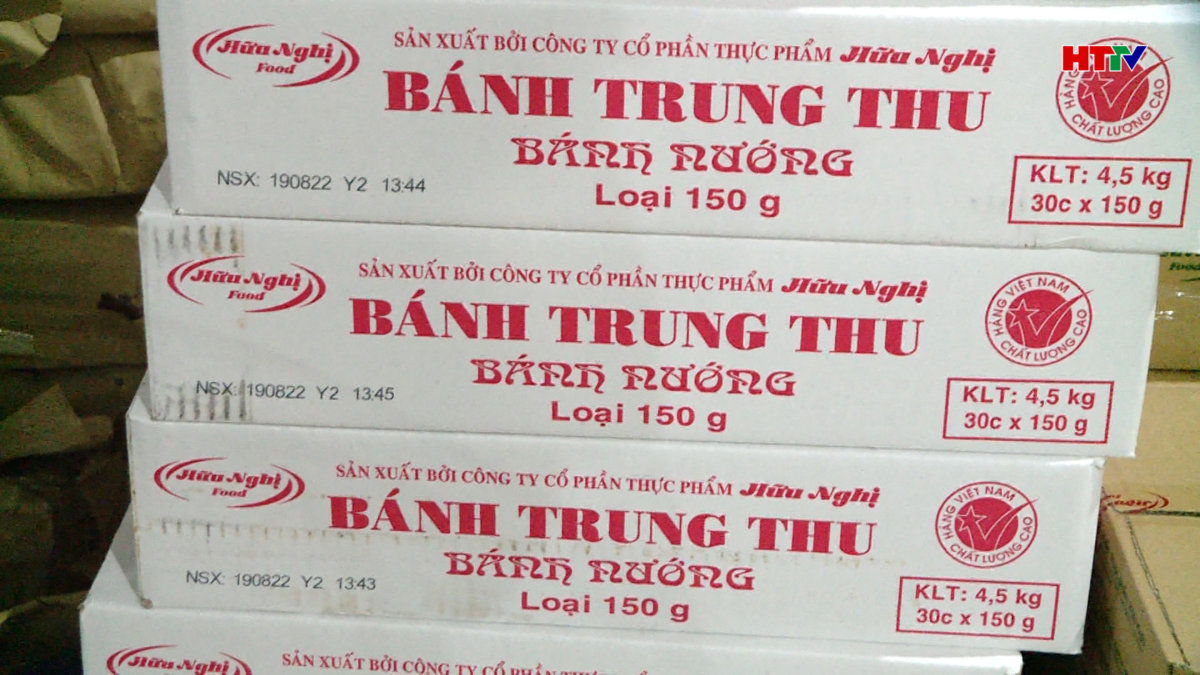 HTTV
Hữu Nghị
Food
SẢN XUẤT BỞI CÔNG TY CỔ PHẦN THỰC PHẨM Hữu Nghị
BÁNH TRUNG THU
BÁNH NƯỚNG
Loại 150 g
NSX: 190822 Y2 13:44
HÀNG
CHẤT LƯỢNG CAO
KLT: 4,5 kg
30c x 150 g
Hữu Nghị
Food
SẢN XUẤT BỞI CÔNG TY CỔ PHẦN THỰC PHẨM Hữu Nghị
BÁNH TRUNG THU
BÁNH NƯỚNG
Loại 150 g
NSX: 190822 Y2 13:45
HÀNG VIỆT NAM
CHẤT LƯỢNG CAO
KLT: 4,5 kg
30c x 150 g
Hữu Nghị
Food
SẢN XUẤT BỞI CÔNG TY CỔ PHẦN THỰC PHẨM Hữu Nghị
BÁNH TRUNG THU
BÁNH NƯỚNG
Loại 150 g
NSX: 190822 Y2 13:43
HÀNG VIỆT NAM
CHẤT LƯỢNG CAO
KLT: 4,5 kg
30c x 150 g
Hữu Nghị
SẢN XUẤT BỞI CÔNG TY CỔ PHẦN